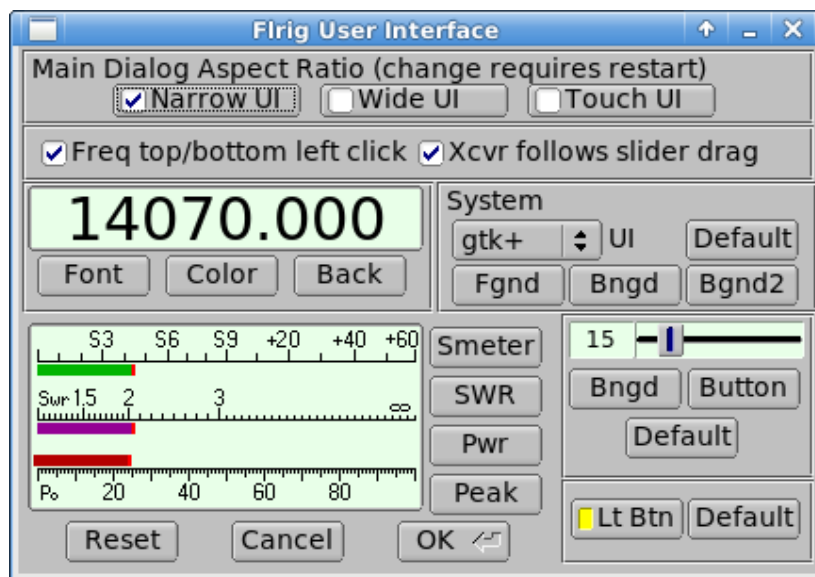 Flrig User Interface
Main Dialog Aspect Ratio (change requires restart)
Narrow UI Wide UI Touch UI
Freq top/bottom left click Xcvr follows slider drag
14070.000
Font Color Back
System
gtk+ UI Default
Fgnd Bngd Bgnd2
S3 S6 S9 +20 +40 +60
Swr 1.5 2 3 ∞
Po 20 40 60 80
Smeter
SWR
Pwr
Peak
15
Bngd Button
Default
Lt Btn Default
Reset Cancel OK